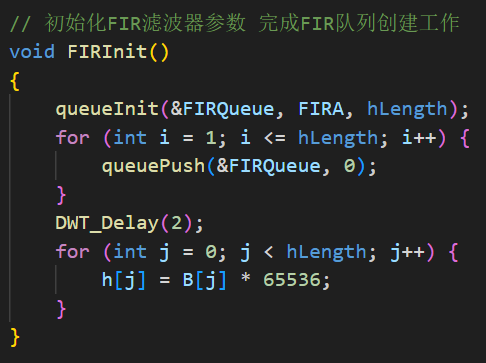 // 初始化FIR滤波器参数 完成FIR队列创建工作
void FIRInit()
{
    queueInit(&FIRQueue, FIRA, hLength);
    for (int i = 1; i <= hLength; i++) {
        queuePush(&FIRQueue, 0);
    }
    DWT_Delay(2);
    for (int j = 0; j < hLength; j++) {
        h[j] = B[j] * 65536;
    }
}